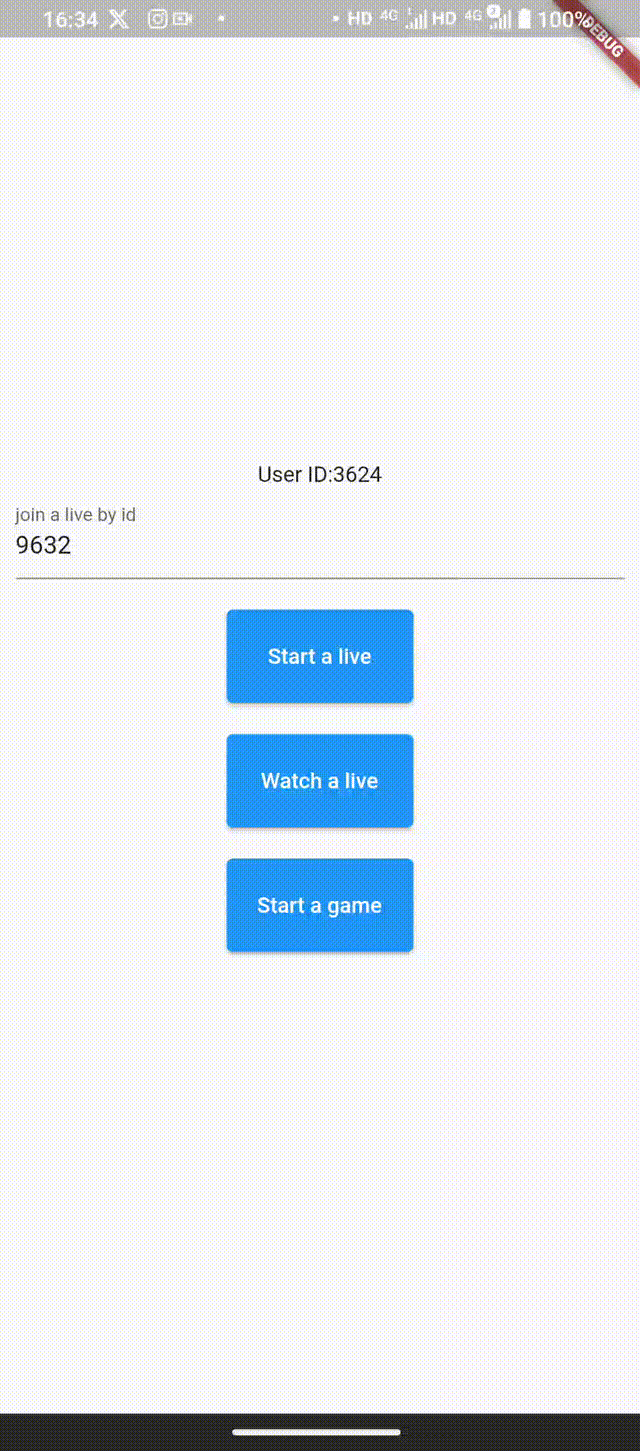 16:34 HD 4G HD 4G 2 100%
DEBUG
User ID:3624
join a live by id
9632
Start a live
Watch a live
Start a game